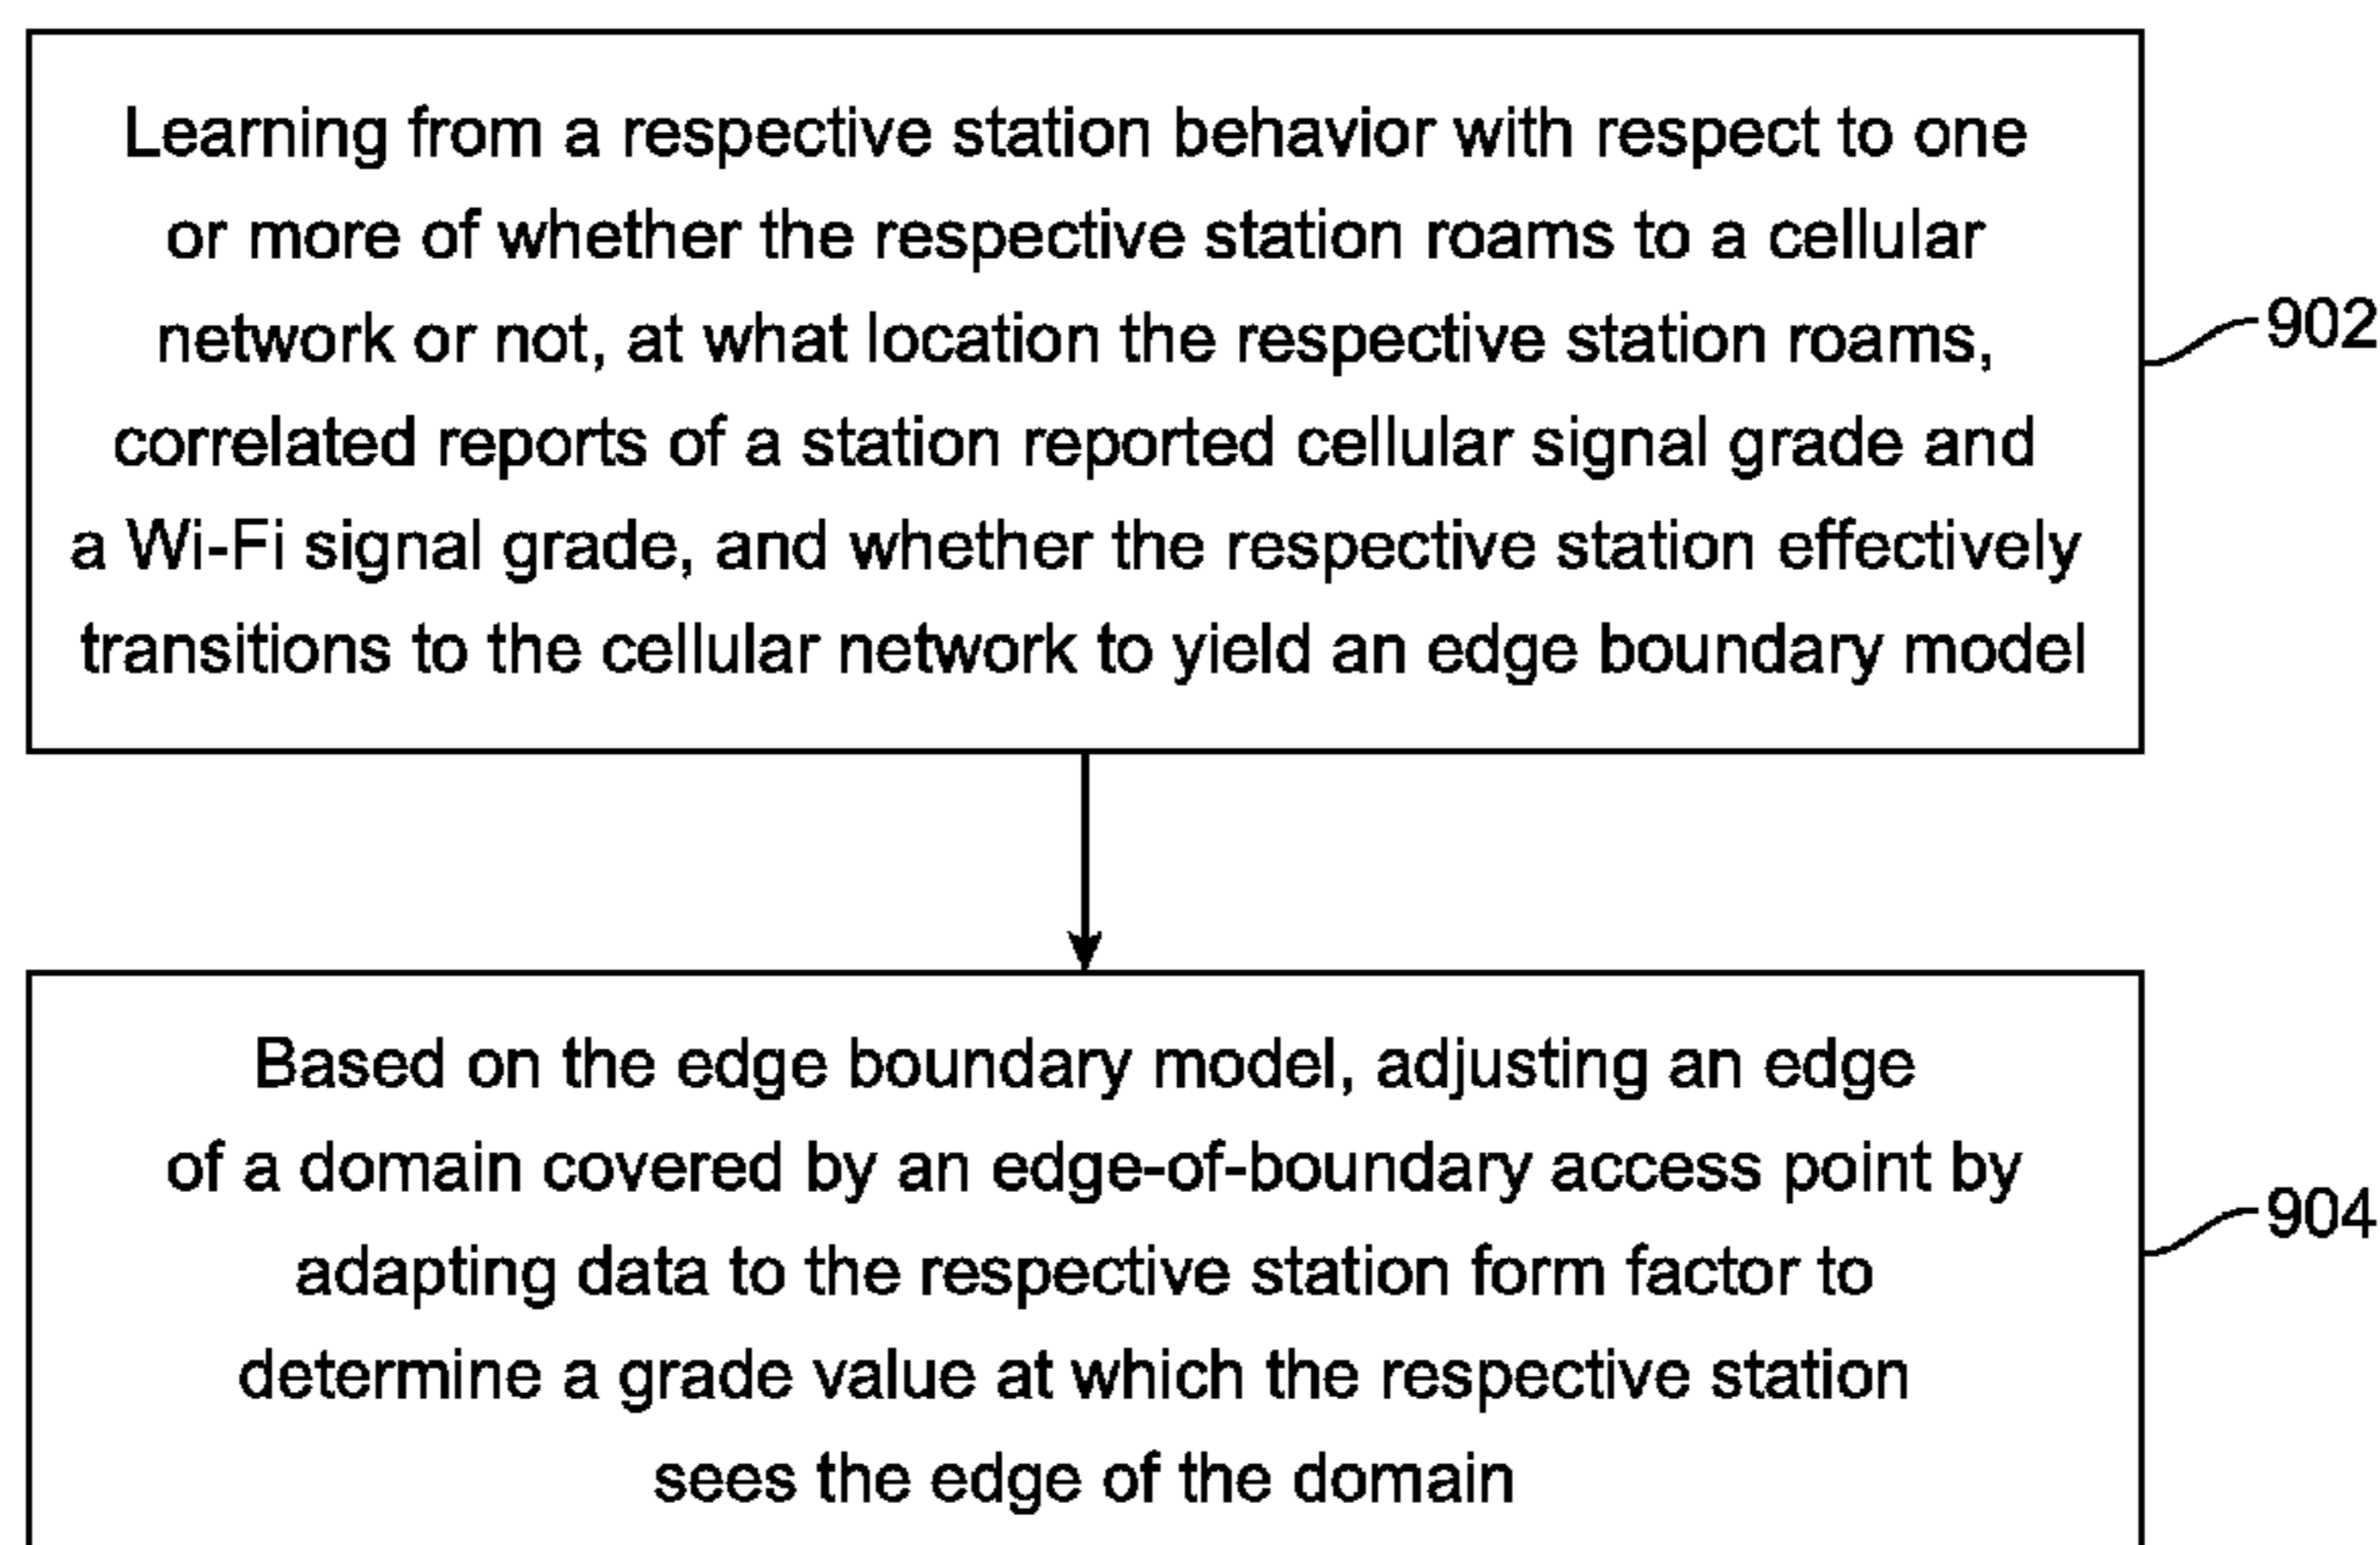 Learning from a respective station behavior with respect to one
or more of whether the respective station roams to a cellular
network or not, at what location the respective station roams,
correlated reports of a station reported cellular signal grade and
a Wi-Fi signal grade, and whether the respective station effectively
transitions to the cellular network to yield an edge boundary model
902
Based on the edge boundary model, adjusting an edge
of a domain covered by an edge-of-boundary access point by
adapting data to the respective station form factor to
determine a grade value at which the respective station
sees the edge of the domain
904